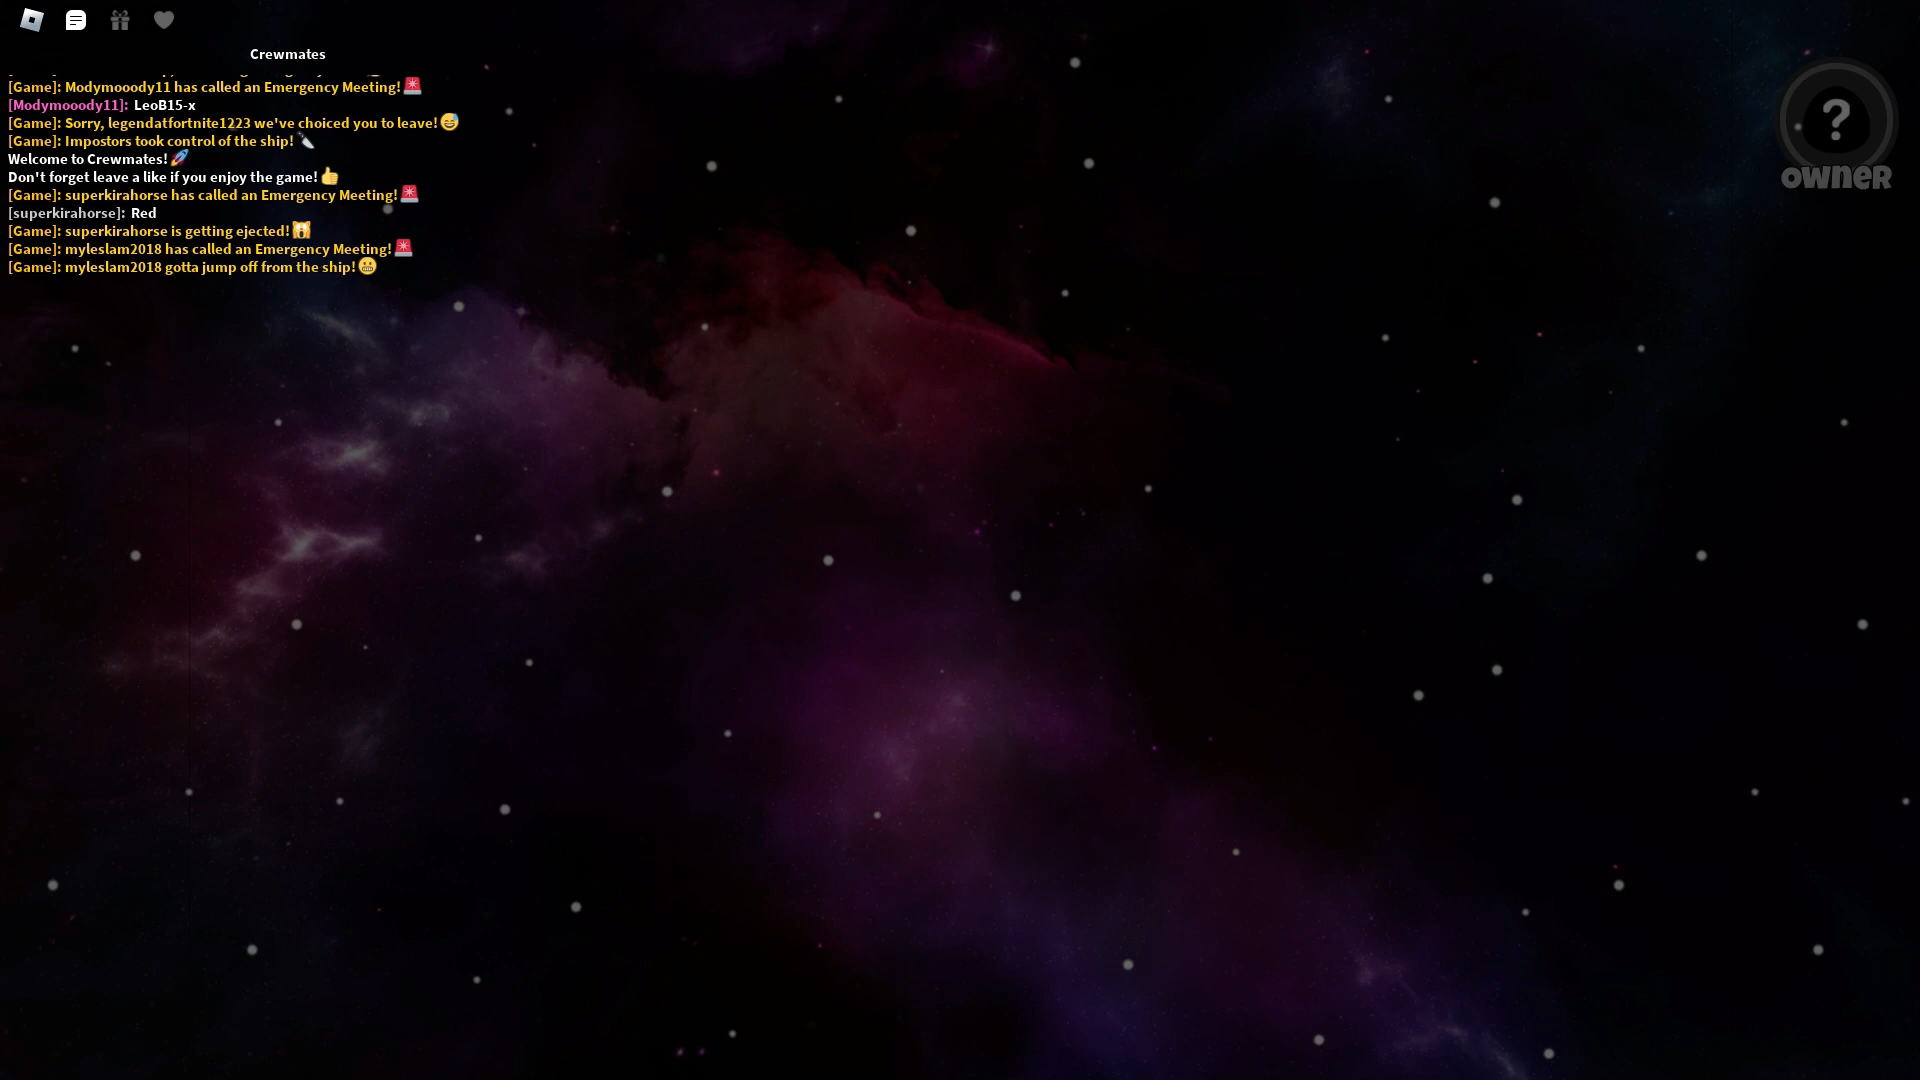 Crewmates
[Game]: Modymooody11 has called an Emergency Meeting!🚨
[Modymooody11]: LeoB15-x
[Game]: Sorry, legendatfortnite1223 we've choiced you to leave!😅
[Game]: Impostors took control of the ship!🔪
Welcome to Crewmates!🚀
Don't forget leave a like if you enjoy the game!👍
[Game]: superkirahorse has called an Emergency Meeting!🚨
[superkirahorse]: Red
[Game]: superkirahorse is getting ejected!🙀
[Game]: myleslam2018 has called an Emergency Meeting!🚨
[Game]: myleslam2018 gotta jump off from the ship!😬
?
OWNER